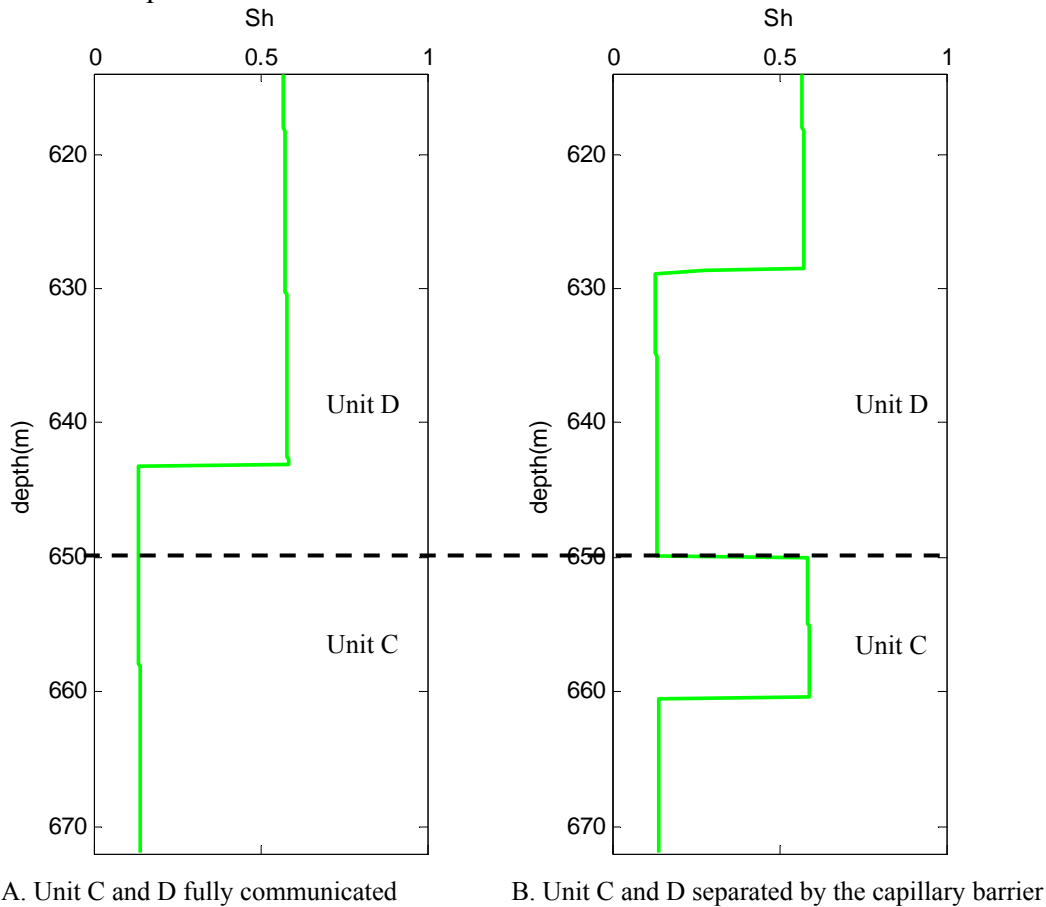 Sh
0 0.5 1
620
630
640
650
660
670
depth(m)
Unit D
Unit C
A. Unit C and D fully communicated
Sh
0 0.5 1
620
630
640
650
660
670
depth(m)
Unit D
Unit C
B. Unit C and D separated by the capillary barrier